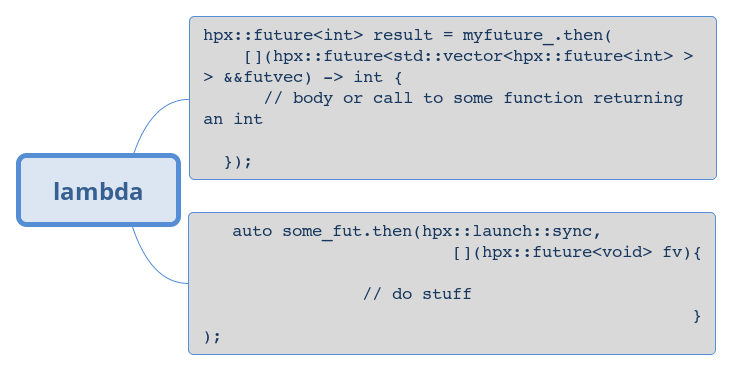 lambda
hpx::future<int> result = myfuture_.then(
[](hpx::future<std::vector<hpx::future<int> >
> &&futvec) -> int {
// body or call to some function returning
an int
});
auto some_fut.then(hpx::launch::sync,
[](hpx::future<void> fv){
// do stuff
}
);